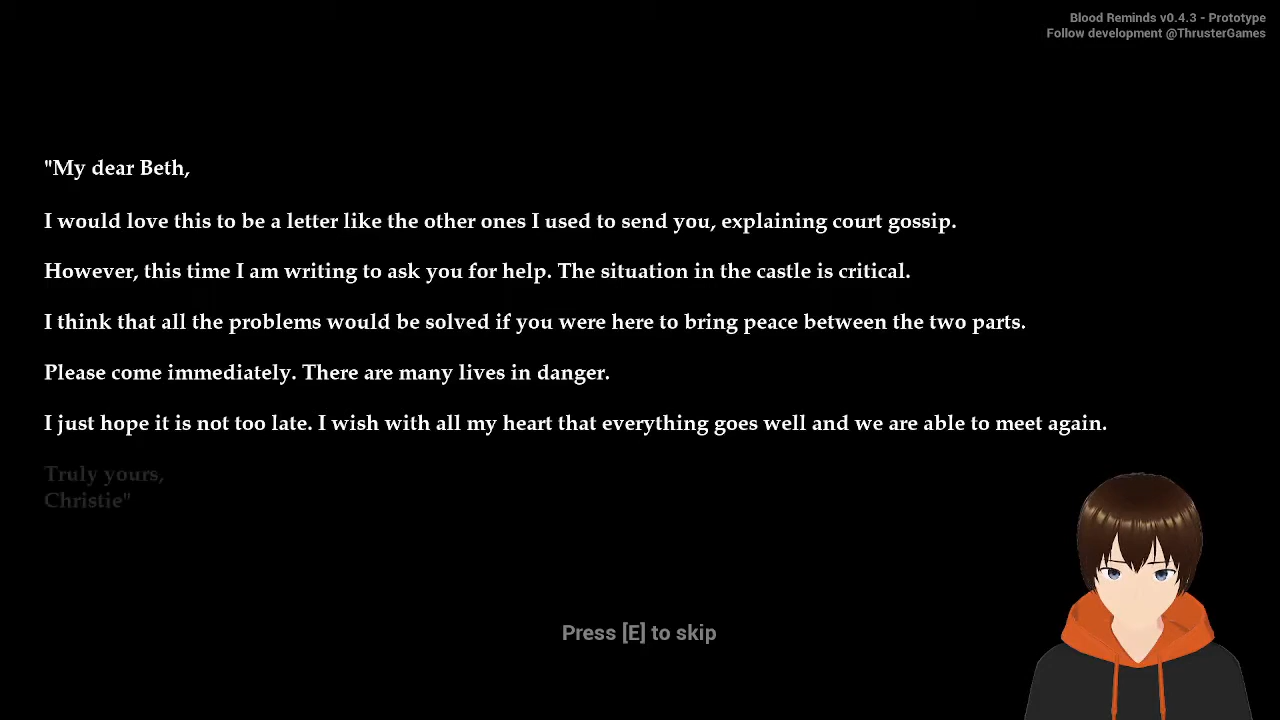 Blood Reminds v0.4.3 - Prototype
Follow development @ThrusterGames
"My dear Beth,
I would love this to be a letter like the other ones I used to send you, explaining court gossip.
However, this time I am writing to ask you for help. The situation in the castle is critical.
I think that all the problems would be solved if you were here to bring peace between the two parts.
Please come immediately. There are many lives in danger.
I just hope it is not too late. I wish with all my heart that everything goes well and we are able to meet again.
Truly yours,
Christie"
Press [E] to skip